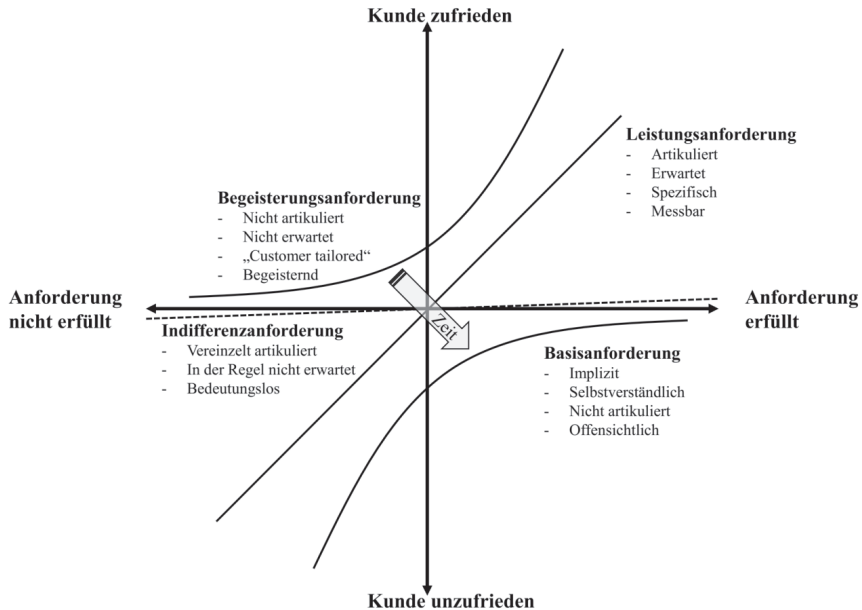 Kunde zufrieden
Leistungsanforderung
- Artikuliert
- Erwartet
- Spezifisch
- Messbar
Begeisterungsanforderung
- Nicht artikuliert
- Nicht erwartet
- „Customer tailored“
- Begeisternd
Anforderung
nicht erfüllt
Anforderung
erfüllt
Zeit
Indifferenzanforderung
- Vereinzelt artikuliert
- In der Regel nicht erwartet
- Bedeutungslos
Basisanforderung
- Implizit
- Selbstverständlich
- Nicht artikuliert
- Offensichtlich
Kunde unzufrieden